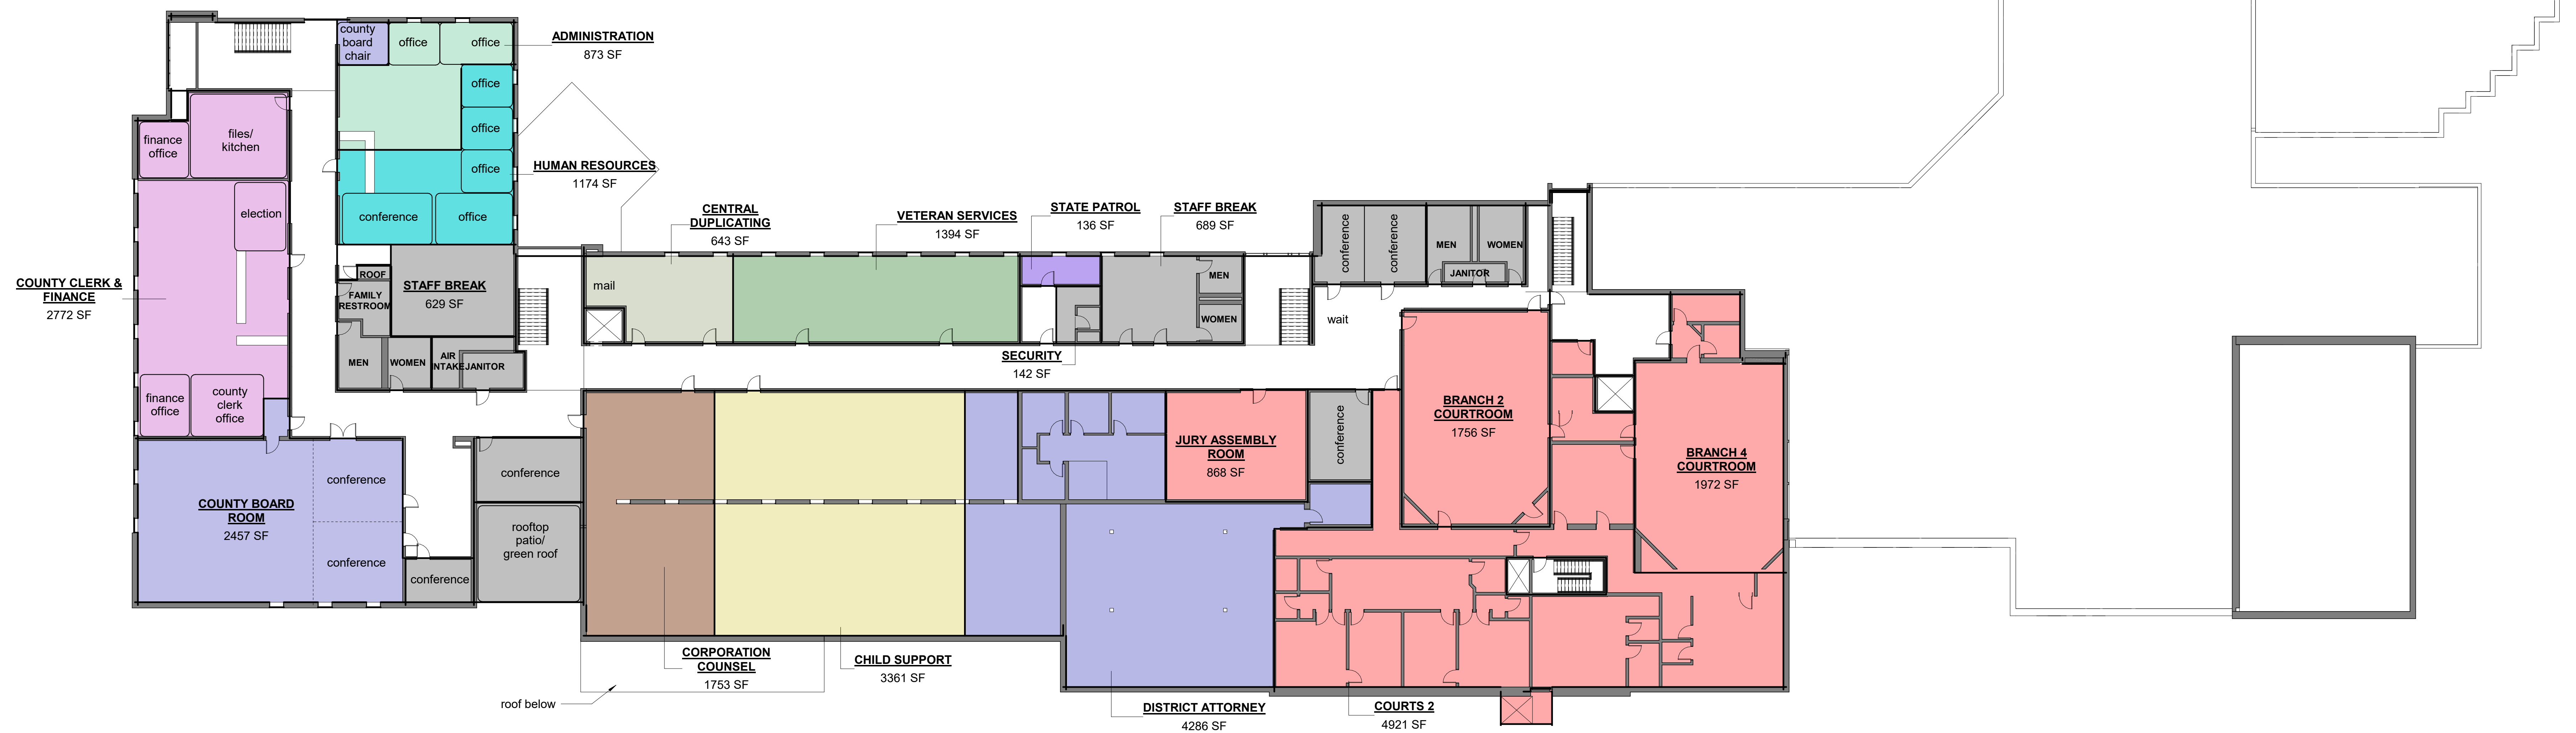 county
board
chair
office
office
ADMINISTRATION
873 SF
office
office
office
HUMAN RESOURCES
1174 SF
conference
office
finance
office
files/
kitchen
election
COUNTY CLERK &
FINANCE
2772 SF
finance
office
county
clerk
office
ROOF
FAMILY
RESTROOM
STAFF BREAK
629 SF
MEN
WOMEN
AIR
INTAKE
JANITOR
COUNTY BOARD
ROOM
2457 SF
conference
conference
conference
conference
rooftop
patio/
green roof
CENTRAL
DUPLICATING
643 SF
mail
VETERAN SERVICES
1394 SF
STATE PATROL
136 SF
STAFF BREAK
689 SF
MEN
WOMEN
SECURITY
142 SF
conference
conference
MEN
WOMEN
JANITOR
wait
BRANCH 2
COURTROOM
1756 SF
BRANCH 4
COURTROOM
1972 SF
JURY ASSEMBLY
ROOM
868 SF
conference
CORPORATION
COUNSEL
1753 SF
CHILD SUPPORT
3361 SF
roof below
DISTRICT ATTORNEY
4286 SF
COURTS 2
4921 SF